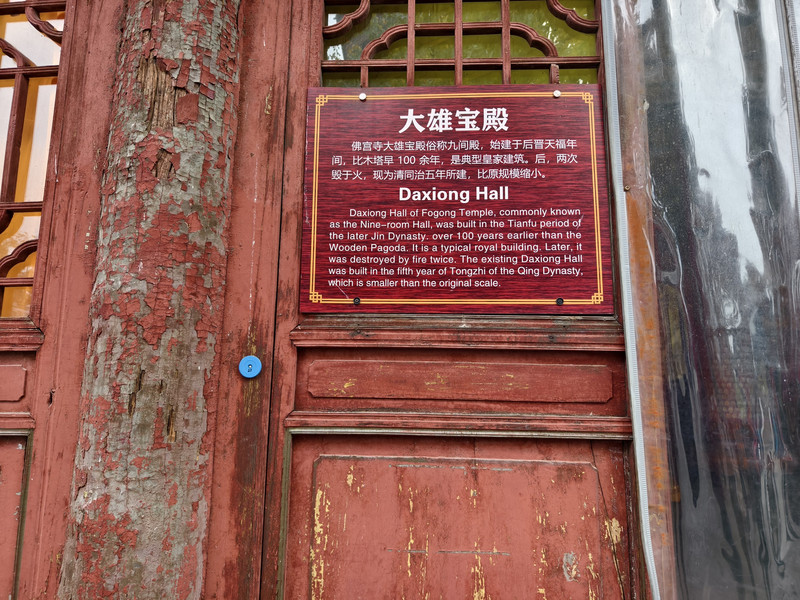 大雄宝殿
佛宫寺大雄宝殿俗称九间殿，始建于后晋天福年
间，比木塔早 100 余年，是典型皇家建筑。后，两次
毁于火，现为清同治五年所建，比原规模缩小。
Daxiong Hall
Daxiong Hall of Fogong Temple, commonly known
as the Nine-room Hall, was built in the Tianfu period of
the later Jin Dynasty. over 100 years earlier than the
Wooden Pagoda. It is a typical royal building. Later, it
was destroyed by fire twice. The existing Daxiong Hall
was built in the fifth year of Tongzhi of the Qing Dynasty,
which is smaller than the original scale.